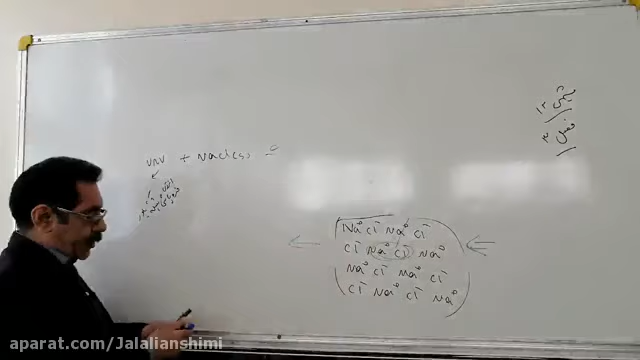 شیمی ۱۲
فصل ۳
+ NaCl(s) =
Na⁺ Cl⁻ Na⁺ Cl⁻
Cl⁻ Na⁺ Cl⁻ Na⁺
Na⁺ Cl⁻ Na⁺ Cl⁻
Cl⁻ Na⁺ Cl⁻ Na⁺
aparat.com/Jalalianshimi